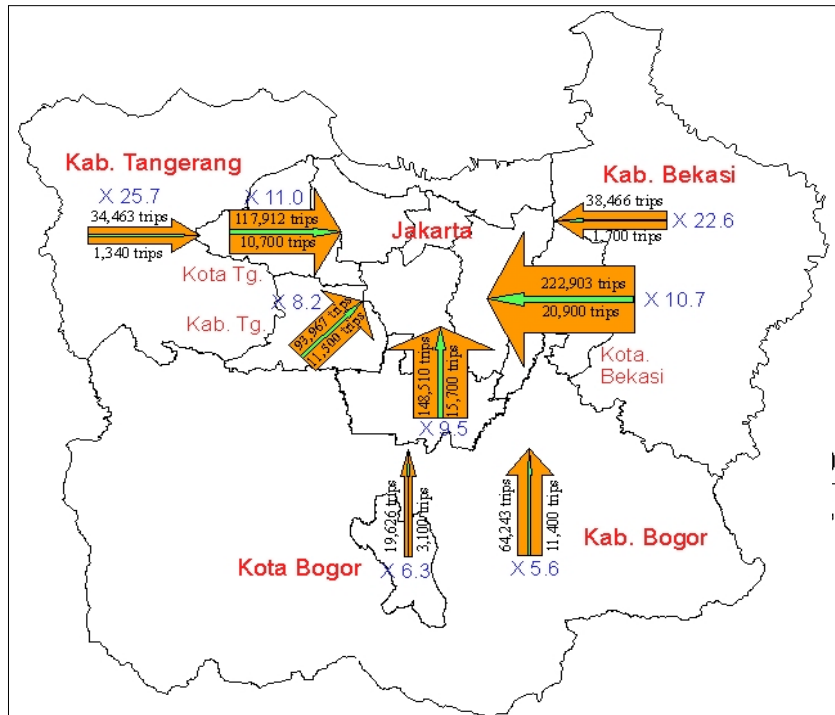 Kab. Tangerang
X 25.7
34,463 trips
1,340 trips
X 11.0
117,912 trips
10,700 trips
Jakarta
Kab. Bekasi
38,466 trips
1,700 trips
X 22.6
Kota Tg.
Kab. Tg.
X 8.2
93,967 trips
11,500 trips
222,903 trips
20,900 trips
X 10.7
Kota.
Bekasi
148,510 trips
15,700 trips
X 9.5
19,626 trips
3,100 trips
X 6.3
Kota Bogor
64,243 trips
11,400 trips
X 5.6
Kab. Bogor